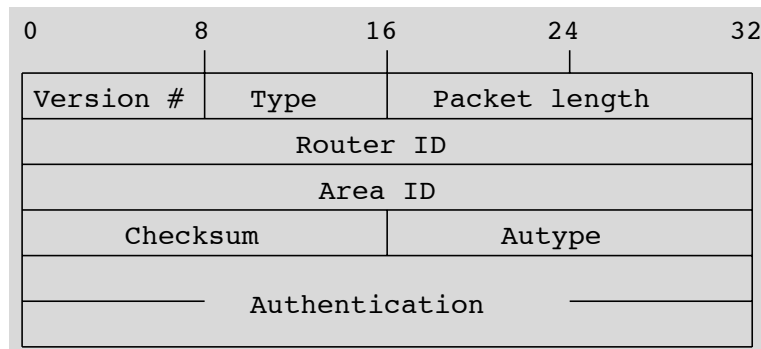 0 8 16 24 32
Version # Type Packet length
Router ID
Area ID
Checksum Autype
Authentication